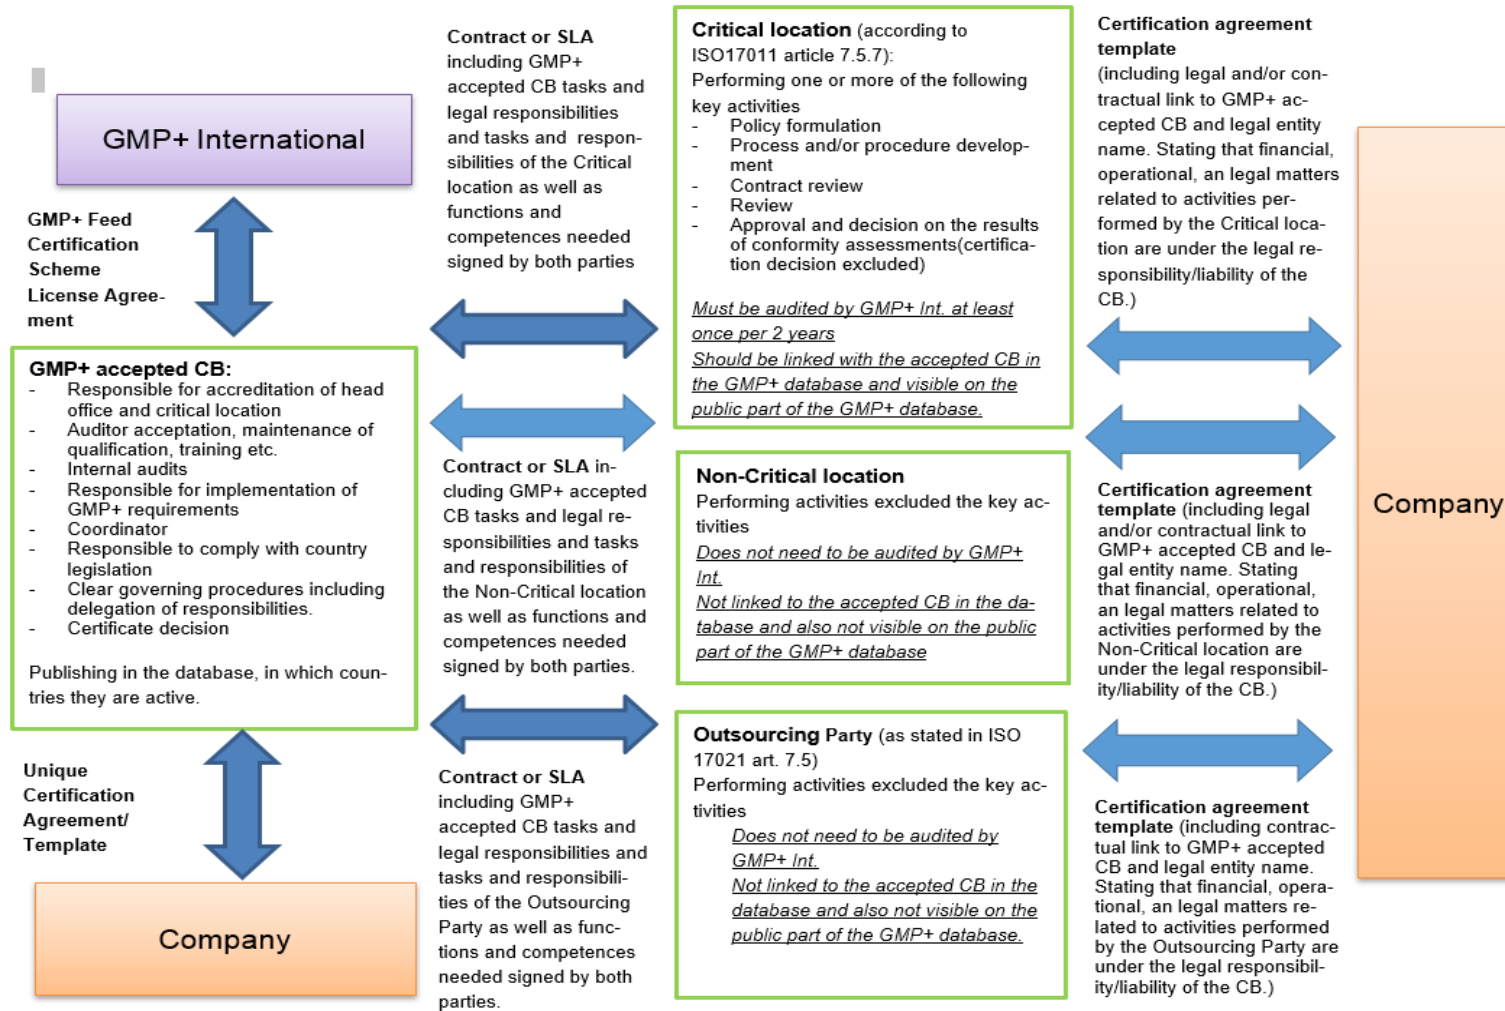 GMP+ International
GMP+ Feed
Certification
Scheme
License Agree-
ment
GMP+ accepted CB:
- Responsible for accreditation of head
office and critical location
- Auditor acceptation, maintenance of
qualification, training etc.
- Internal audits
- Responsible for implementation of
GMP+ requirements
- Coordinator
- Responsible to comply with country
legislation
- Clear governing procedures including
delegation of responsibilities.
- Certificate decision
Publishing in the database, in which coun-
tries they are active.
Unique
Certification
Agreement/
Template
Company
Contract or SLA
including GMP+
accepted CB tasks and
legal responsibilities
and tasks and respon-
sibilities of the Critical
location as well as
functions and
competences needed
signed by both parties
Contract or SLA in-
cluding GMP+ accepted
CB tasks and legal re-
sponsibilities and tasks
and responsibilities of
the Non-Critical location
as well as functions and
competences needed
signed by both parties.
Contract or SLA
including GMP+
accepted CB tasks and
legal responsibilities and
tasks and responsibili-
ties of the Outsourcing
Party as well as func-
tions and competences
needed signed by both
parties.
Critical location (according to
ISO17011 article 7.5.7):
Performing one or more of the following
key activities
- Policy formulation
- Process and/or procedure develop-
ment
- Contract review
- Review
- Approval and decision on the results
of conformity assessments(certifica-
tion decision excluded)
Must be audited by GMP+ Int. at least
once per 2 years
Should be linked with the accepted CB in
the GMP+ database and visible on the
public part of the GMP+ database.
Non-Critical location
Performing activities excluded the key ac-
tivities
Does not need to be audited by GMP+
Int.
Not linked to the accepted CB in the da-
tabase and also not visible on the public
part of the GMP+ database
Outsourcing Party (as stated in ISO
17021 art. 7.5)
Performing activities excluded the key ac-
tivities
Does not need to be audited by
GMP+ Int.
Not linked to the accepted CB in the
database and also not visible on the
public part of the GMP+ database.
Certification agreement
template
(including legal and/or con-
tractual link to GMP+ ac-
cepted CB and legal entity
name. Stating that financial,
operational, an legal matters
related to activities per-
formed by the Critical loca-
tion are under the legal re-
sponsibility/liability of the
CB.)
Certification agreement
template (including legal
and/or contractual link to
GMP+ accepted CB and le-
gal entity name. Stating
that financial, operational,
an legal matters related to
activities performed by the
Non-Critical location are
under the legal responsibil-
ity/liability of the CB.)
Certification agreement
template (including contrac-
tual link to GMP+ accepted
CB and legal entity name.
Stating that financial, opera-
tional, an legal matters re-
lated to activities performed
by the Outsourcing Party are
under the legal responsibil-
ity/liability of the CB.)
Company